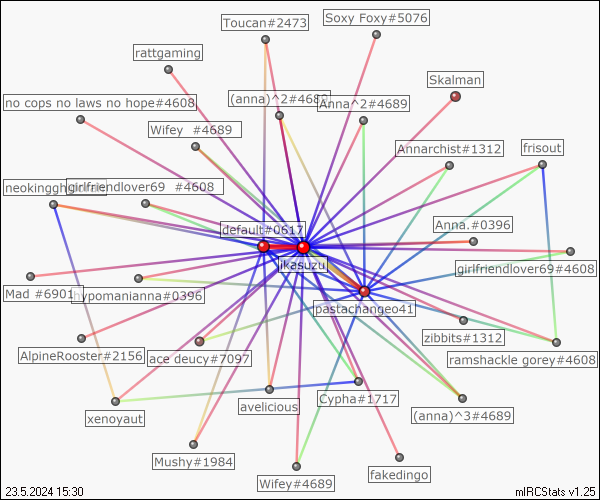 Soxy Foxy#5076
Toucan#2473
rattgaming
Skalman
no cops no laws no hope#4608
(anna)^2#4689
Anna^2#4689
Wifey  #4689
Annarchist#1312
frisout
girlfriendlover69  #4608
default#0617
Anna.#0396
ikasuzu
girlfriendlover69#4608
Mad #6901
hypomanianna#0396
pastachangeo41
zibbits#1312
AlpineRooster#2156
ace deucy#7097
ramshackle gorey#4608
xenoyaut
avelicious
Cypha#1717
(anna)^3#4689
Mushy#1984
Wifey#4689
fakedingo
23.5.2024 15:30
mIRCStats v1.25